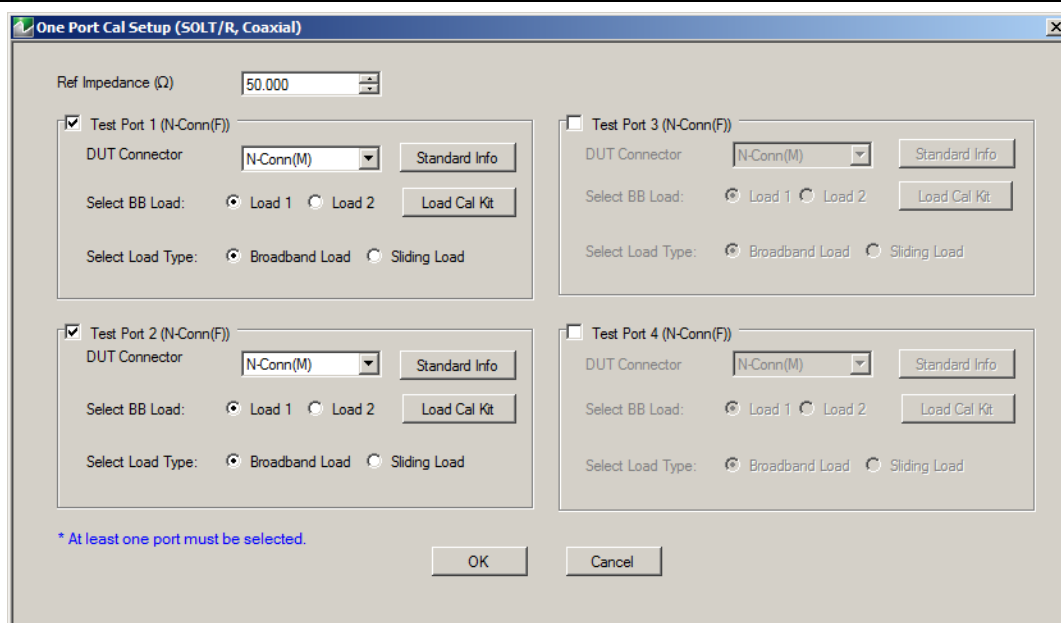 One Port Cal Setup (SOLT/R, Coaxial)
Ref Impedance (Ω) 50.000
Test Port 1 (N-Conn(F))
DUT Connector N-Conn(M) Standard Info
Select BB Load: Load 1 Load 2 Load Cal Kit
Select Load Type: Broadband Load Sliding Load
Test Port 3 (N-Conn(F))
DUT Connector N-Conn(M) Standard Info
Select BB Load: Load 1 Load 2 Load Cal Kit
Select Load Type: Broadband Load Sliding Load
Test Port 2 (N-Conn(F))
DUT Connector N-Conn(M) Standard Info
Select BB Load: Load 1 Load 2 Load Cal Kit
Select Load Type: Broadband Load Sliding Load
Test Port 4 (N-Conn(F))
DUT Connector N-Conn(M) Standard Info
Select BB Load: Load 1 Load 2 Load Cal Kit
Select Load Type: Broadband Load Sliding Load
* At least one port must be selected.
OK Cancel